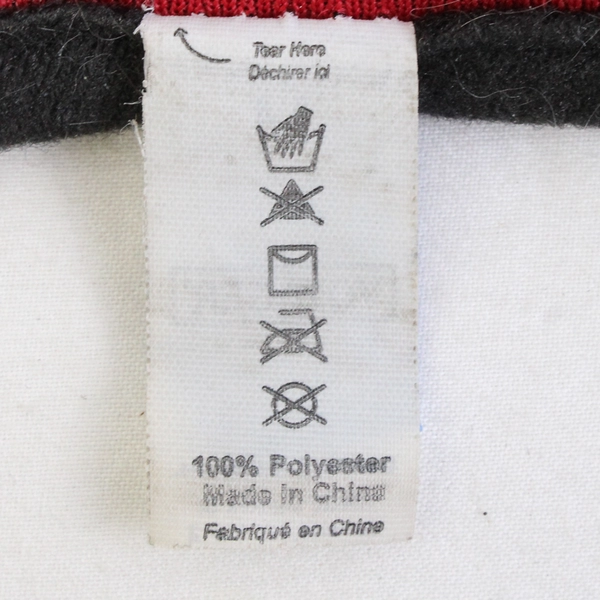 Tear Here
Déchirer ici
100% Polyester
Made in China
Fabriqué en Chine